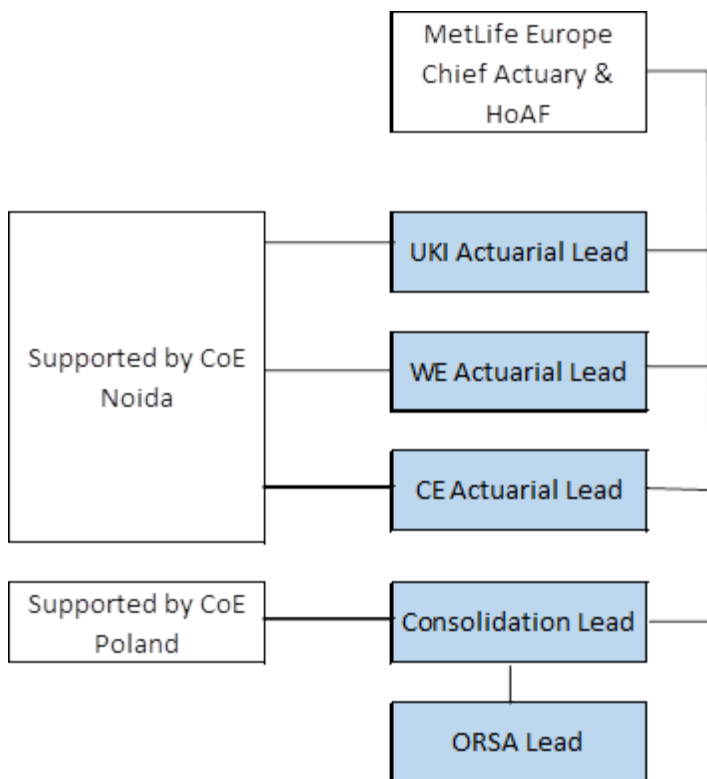 MetLife Europe
Chief Actuary &
HoAF
UKI Actuarial Lead
Supported by CoE
Noida
WE Actuarial Lead
CE Actuarial Lead
Supported by CoE
Poland
Consolidation Lead
ORSA Lead